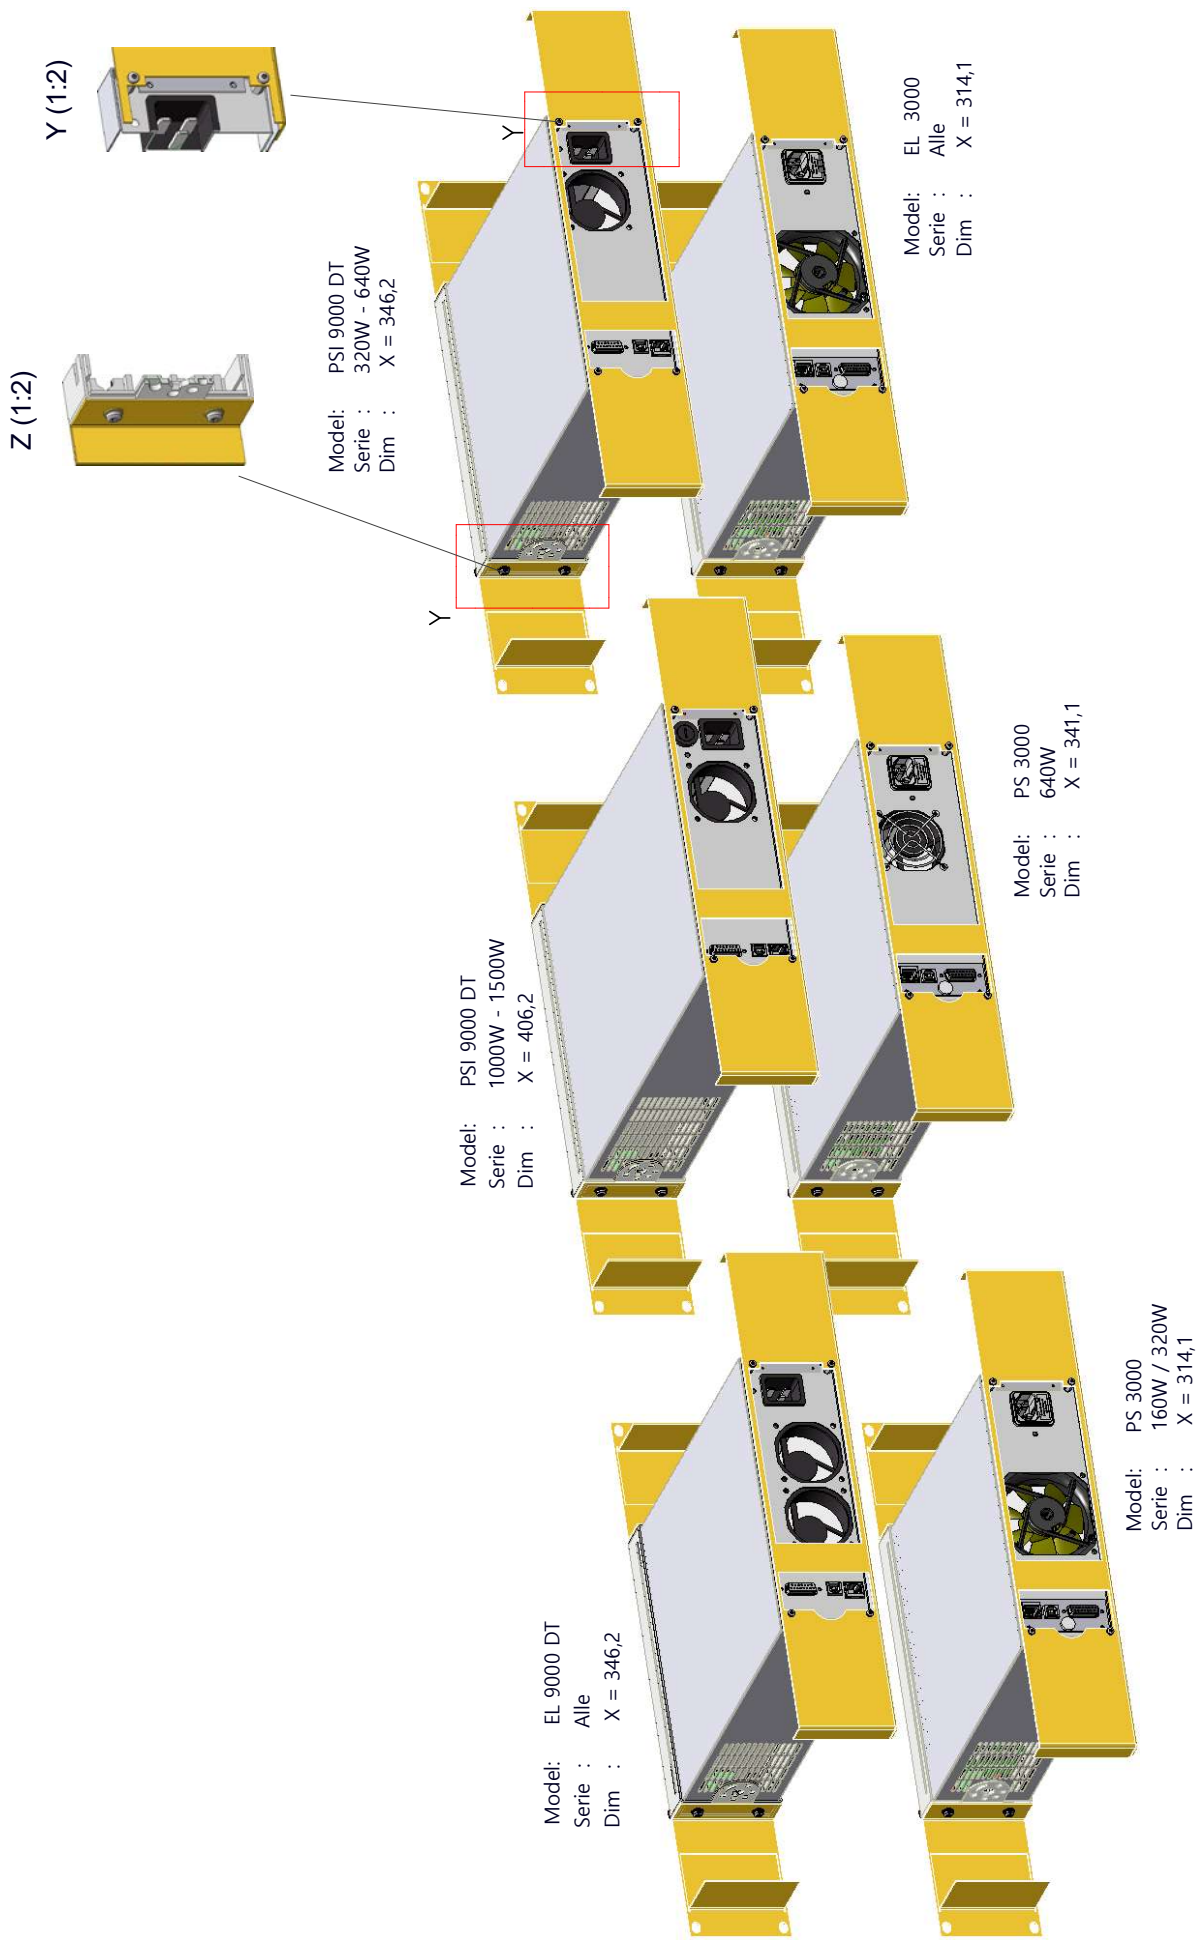 Z (1:2)
Y (1:2)
Y
Y
Model: EL 9000 DT
Serie : Alle
Dim : X = 346,2
Model: PSI 9000 DT
Serie : 1000W - 1500W
Dim : X = 406,2
Model: PSI 9000 DT
Serie : 320W - 640W
Dim : X = 346,2
Model: PS 3000
Serie : 160W / 320W
Dim : X = 314,1
Model: PS 3000
Serie : 640W
Dim : X = 341,1
Model: EL 3000
Serie : Alle
Dim : X = 314,1